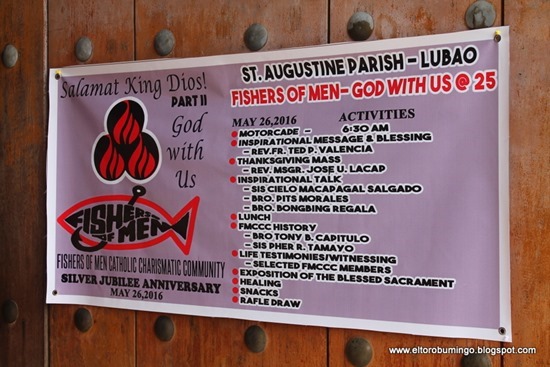 Salamat King Dios!
PART II
God
with
Us
FISHERS
OF MEN
FISHERS OF MEN CATHOLIC CHARISMATIC COMMUNITY
SILVER JUBILEE ANNIVERSARY
MAY 26,2016
ST. AUGUSTINE PARISH - LUBAO
FISHERS OF MEN- GOD WITH US @ 25
MAY 26,2016 ACTIVITIES
MOTORCADE - 6:30 AM
INSPIRATIONAL MESSAGE & BLESSING
- REV.FR. TED P. VALENCIA
THANKSGIVING MASS
- REV. MSGR. JOSE U. LACAP
INSPIRATIONAL TALK
- SIS CIELO MACAPAGAL SALGADO
- BRO. PITS MORALES
- BRO. BONGBING REGALA
LUNCH
FMCCC HISTORY
- BRO TONY B. CAPITULO
- SIS PHER R. TAMAYO
LIFE TESTIMONIES/WITNESSING
- SELECTED FMCCC MEMBERS
EXPOSITION OF THE BLESSED SACRAMENT
HEALING
SNACKS
RAFLE DRAW
www.eltorobumingo.blogspot.com